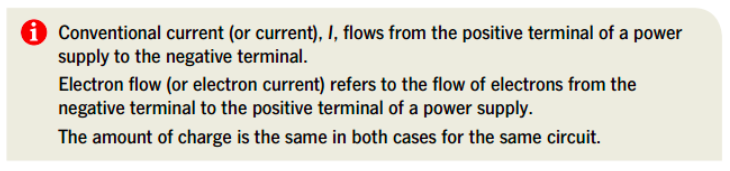 Conventional current (or current), I, flows from the positive terminal of a power
supply to the negative terminal.
Electron flow (or electron current) refers to the flow of electrons from the
negative terminal to the positive terminal of a power supply.
The amount of charge is the same in both cases for the same circuit.